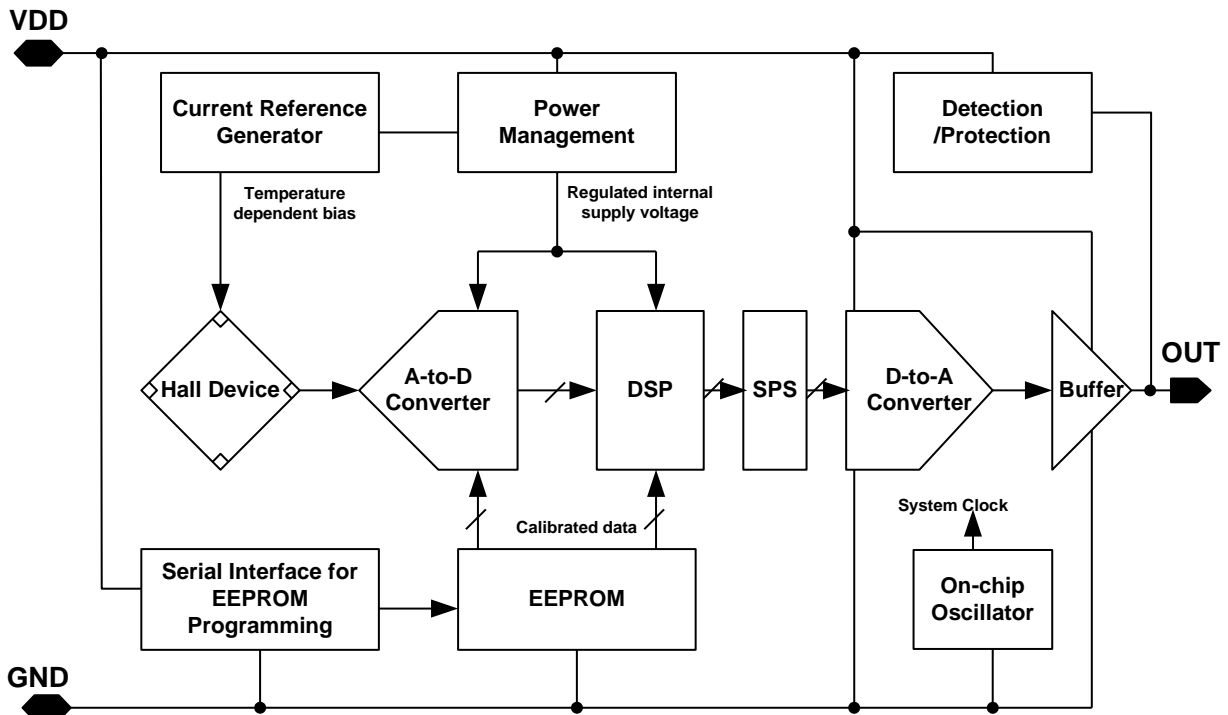 VDD
Current Reference
Generator
Power
Management
Detection
/Protection
Temperature
dependent bias
Regulated internal
supply voltage
Hall Device
A-to-D
Converter
DSP
SPS
D-to-A
Converter
Buffer
OUT
System Clock
Calibrated data
Serial Interface for
EEPROM
Programming
EEPROM
On-chip
Oscillator
GND